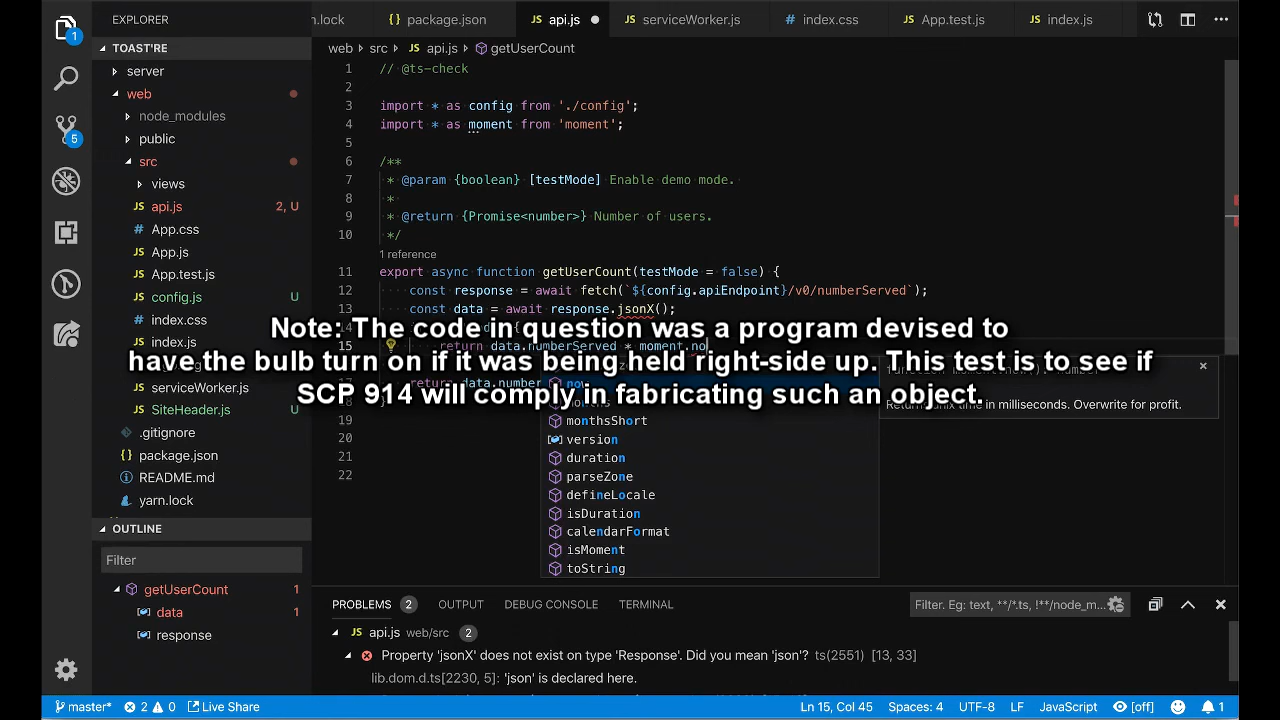 EXPLORER
.lock
package.json
api.js
serviceWorker.js
index.css
App.test.js
index.js
1
TOAST'RE
server
web
node_modules
public
src
views
api.js 2, U
App.css
App.js
App.test.js
config.js U
index.css
index.js
serviceWorker.js
SiteHeader.js U
.gitignore
package.json
README.md
yarn.lock
5
OUTLINE
Filter
getUserCount 1
data 1
response
web › src › api.js › getUserCount
1 // @ts-check
2
3 import * as config from './config';
4 import * as moment from 'moment';
5
6 /**
7 * @param {boolean} [testMode] Enable demo mode.
8 *
9 * @return {Promise<number>} Number of users.
10 */
1 reference
11 export async function getUserCount(testMode = false) {
12 const response = await fetch(`${config.apiEndpoint}/v0/numberServed`);
13 const data = await response.jsonX();
14 {
15 return data.numberServed * moment.no
return data.number
19
20
21
22
now
months
monthsShort
version
duration
parseZone
defineLocale
isDuration
calendarFormat
isMoment
toString
number
Return unix time in milliseconds. Overwrite for profit.
Note: The code in question was a program devised to
have the bulb turn on if it was being held right-side up. This test is to see if
SCP 914 will comply in fabricating such an object.
PROBLEMS 2 OUTPUT DEBUG CONSOLE TERMINAL
Filter. Eg: text, **/*.ts, !**/node_m...
api.js web/src 2
Property 'jsonX' does not exist on type 'Response'. Did you mean 'json'? ts(2551) [13, 33]
lib.dom.d.ts[2230, 5]: 'json' is declared here.
master* 2 0 Live Share Ln 15, Col 45 Spaces: 4 UTF-8 LF JavaScript [off] 1